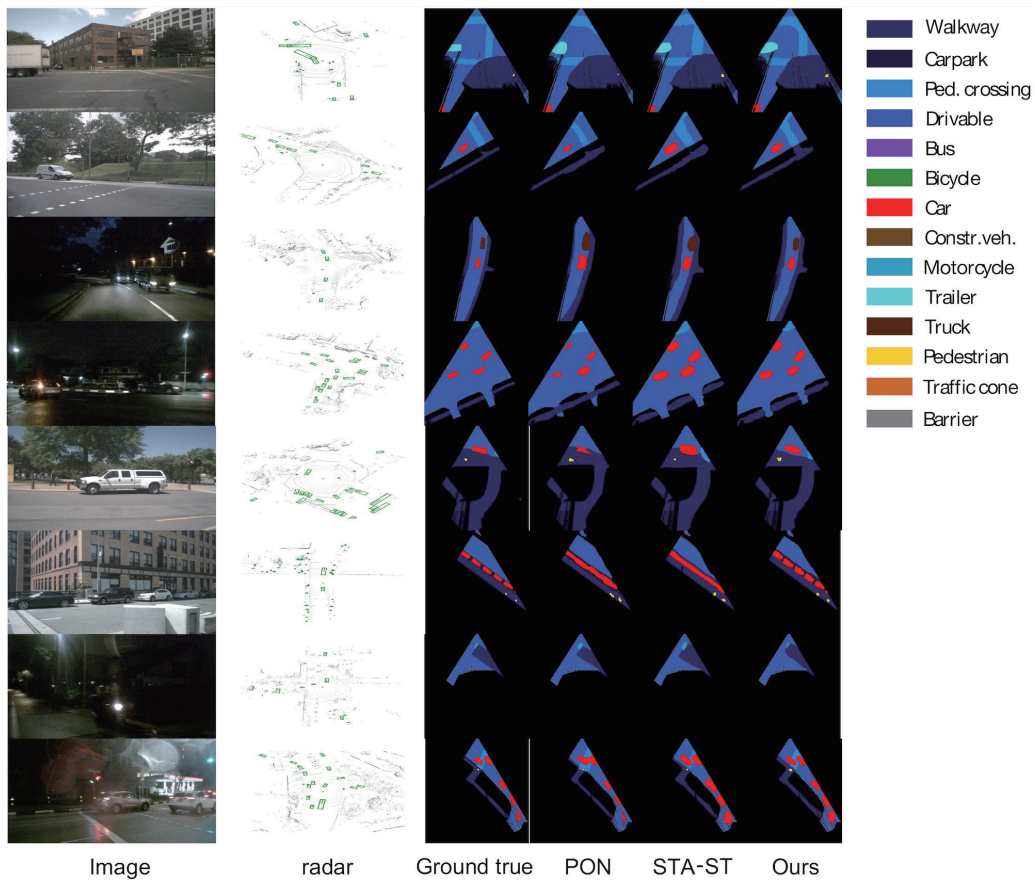 Walkway
Carpark
Ped. crossing
Drivable
Bus
Bicycle
Car
Constr.veh.
Motorcycle
Trailer
Truck
Pedestrian
Traffic cone
Barrier
Image radar Ground true PON STA-ST Ours